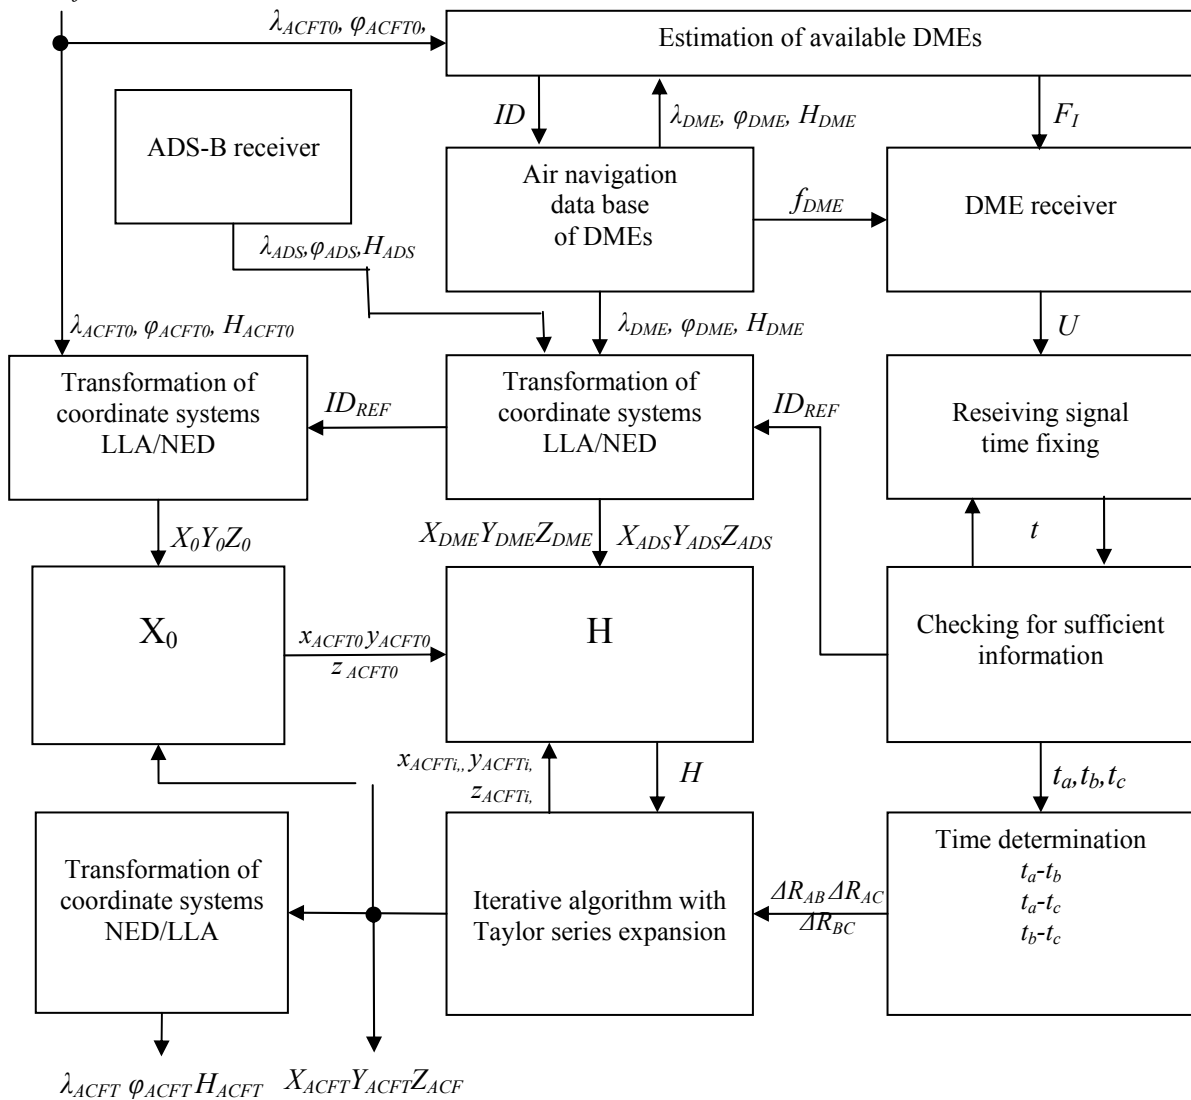 λACFT0, φACFT0,
Estimation of available DMEs
ID
λDME, φDME, HDME
FI
ADS-B receiver
Air navigation
data base
of DMEs
fDME
DME receiver
λADS,φADS,HADS
λACFT0, φACFT0, HACFT0
λDME, φDME, HDME
U
Transformation of
coordinate systems
LLA/NED
IDREF
Transformation of
coordinate systems
LLA/NED
IDREF
Reseiving signal
time fixing
X0Y0Z0
XDMEYDMEZDME
XADSYADSZADS
t
X0
xACFT0 yACFT0
z ACFT0
H
Checking for sufficient
information
xACFTi,, yACFTi,
zACFTi,
H
ta,tb,tc
Transformation of
coordinate systems
NED/LLA
Iterative algorithm with
Taylor series expansion
ΔRAB ΔRAC
ΔRBC
Time determination
ta-tb
ta-tc
tb-tc
λACFT φACFT HACFT
XACFTYACFTZACF